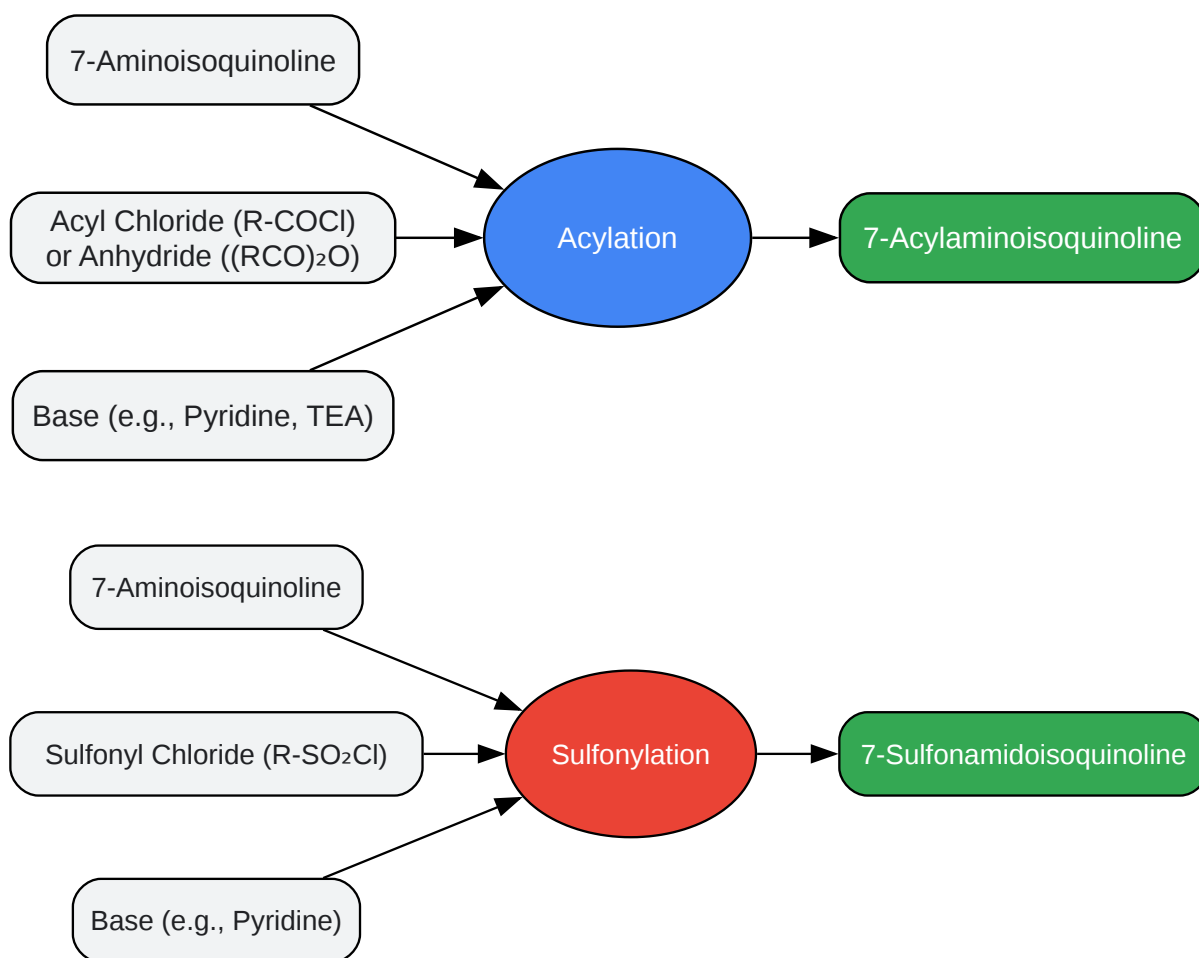 7-Aminoisoquinoline
Acyl Chloride (R-COCl)
or Anhydride ((RCO)₂O)
Acylation
7-Acylaminoisoquinoline
Base (e.g., Pyridine, TEA)
7-Aminoisoquinoline
Sulfonyl Chloride (R-SO₂Cl)
Sulfonylation
7-Sulfonamidoisoquinoline
Base (e.g., Pyridine)